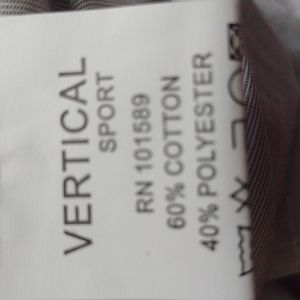 VERTICAL
SPORT
RN 101589
60% COTTON
40% POLYESTER